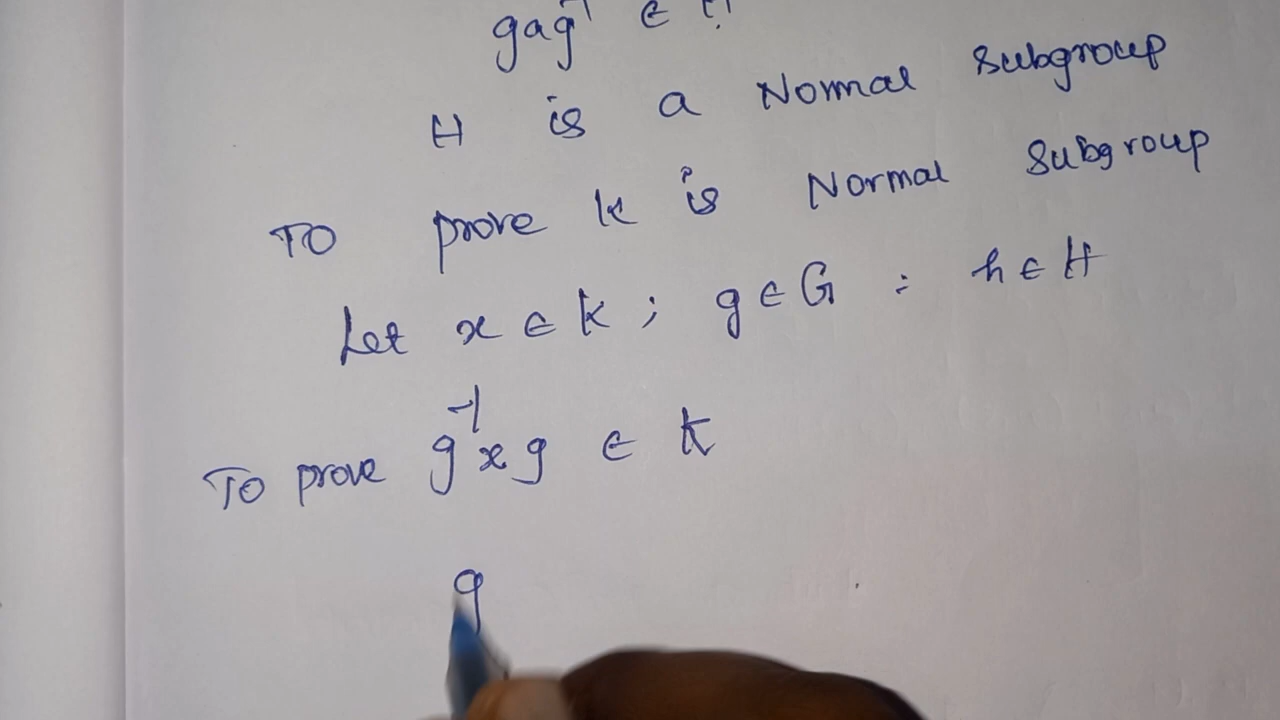 gag⁻¹ ∈
H is a Normal Subgroup
To prove K is Normal Subgroup
Let x ∈ K ; g ∈ G : h ∈ H
To prove g⁻¹xg ∈ K
g